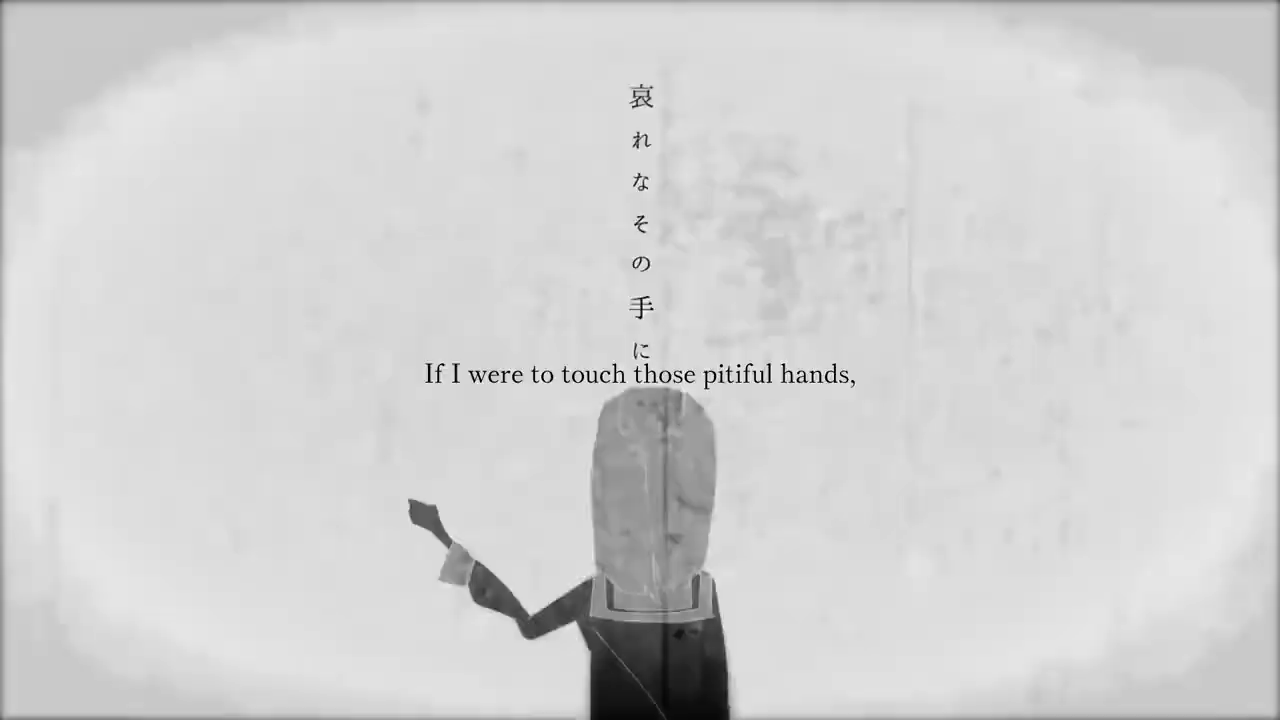 哀れなその手に
If I were to touch those pitiful hands,